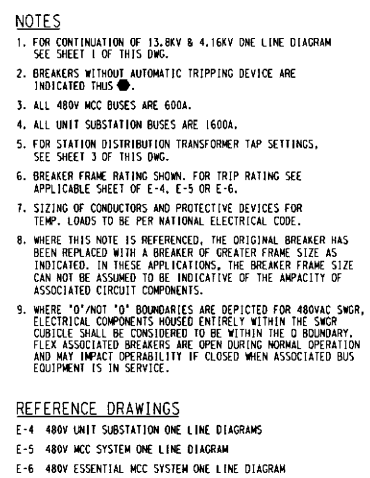 NOTES
1. FOR CONTINUATION OF 13.8KV & 4.16KV ONE LINE DIAGRAM
SEE SHEET 1 OF THIS DWG.
2. BREAKERS WITHOUT AUTOMATIC TRIPPING DEVICE ARE
INDICATED THUS ⬣.
3. ALL 480V MCC BUSES ARE 600A.
4. ALL UNIT SUBSTATION BUSES ARE 1600A.
5. FOR STATION DISTRIBUTION TRANSFORMER TAP SETTINGS,
SEE SHEET 3 OF THIS DWG.
6. BREAKER FRAME RATING SHOWN. FOR TRIP RATING SEE
APPLICABLE SHEET OF E-4, E-5 OR E-6.
7. SIZING OF CONDUCTORS AND PROTECTIVE DEVICES FOR
TEMP. LOADS TO BE PER NATIONAL ELECTRICAL CODE.
8. WHERE THIS NOTE IS REFERENCED, THE ORIGINAL BREAKER HAS
BEEN REPLACED WITH A BREAKER OF GREATER FRAME SIZE AS
INDICATED. IN THESE APPLICATIONS, THE BREAKER FRAME SIZE
CAN NOT BE ASSUMED TO BE INDICATIVE OF THE AMPACITY OF
ASSOCIATED CIRCUIT COMPONENTS.
9. WHERE "Q"/NOT "Q" BOUNDARIES ARE DEPICTED FOR 480VAC SWGR,
ELECTRICAL COMPONENTS HOUSED ENTIRELY WITHIN THE SWGR
CUBICLE SHALL BE CONSIDERED TO BE WITHIN THE Q BOUNDARY.
FLEX ASSOCIATED BREAKERS ARE OPEN DURING NORMAL OPERATION
AND MAY IMPACT OPERABILITY IF CLOSED WHEN ASSOCIATED BUS
EQUIPMENT IS IN SERVICE.
REFERENCE DRAWINGS
E-4 480V UNIT SUBSTATION ONE LINE DIAGRAMS
E-5 480V MCC SYSTEM ONE LINE DIAGRAM
E-6 480V ESSENTIAL MCC SYSTEM ONE LINE DIAGRAM